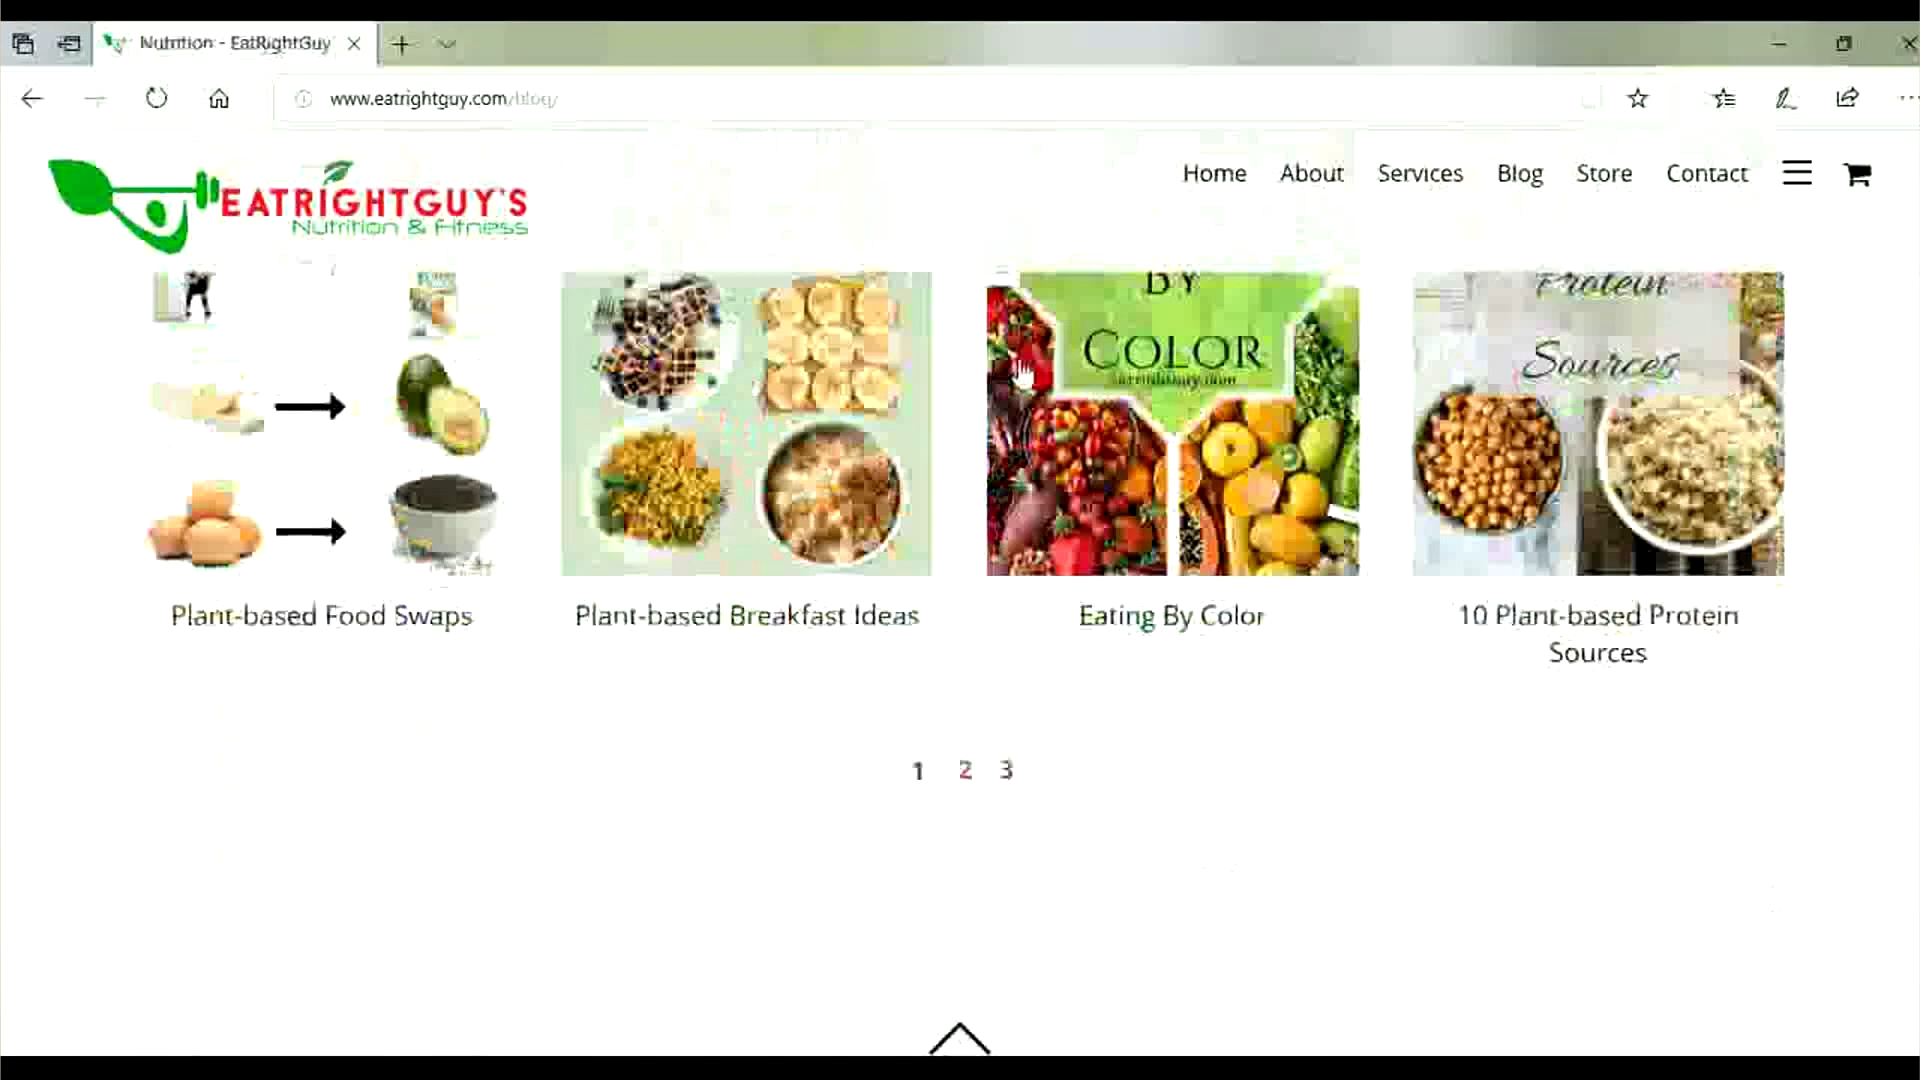 Nutrition - EatRightGuy
www.eatrightguy.com/blog/
EATRIGHTGUY'S
Nutrition & Fitness
Home About Services Blog Store Contact
BY
COLOR
Protein
Sources
Plant-based Food Swaps
Plant-based Breakfast Ideas
Eating By Color
10 Plant-based Protein
Sources
1 2 3